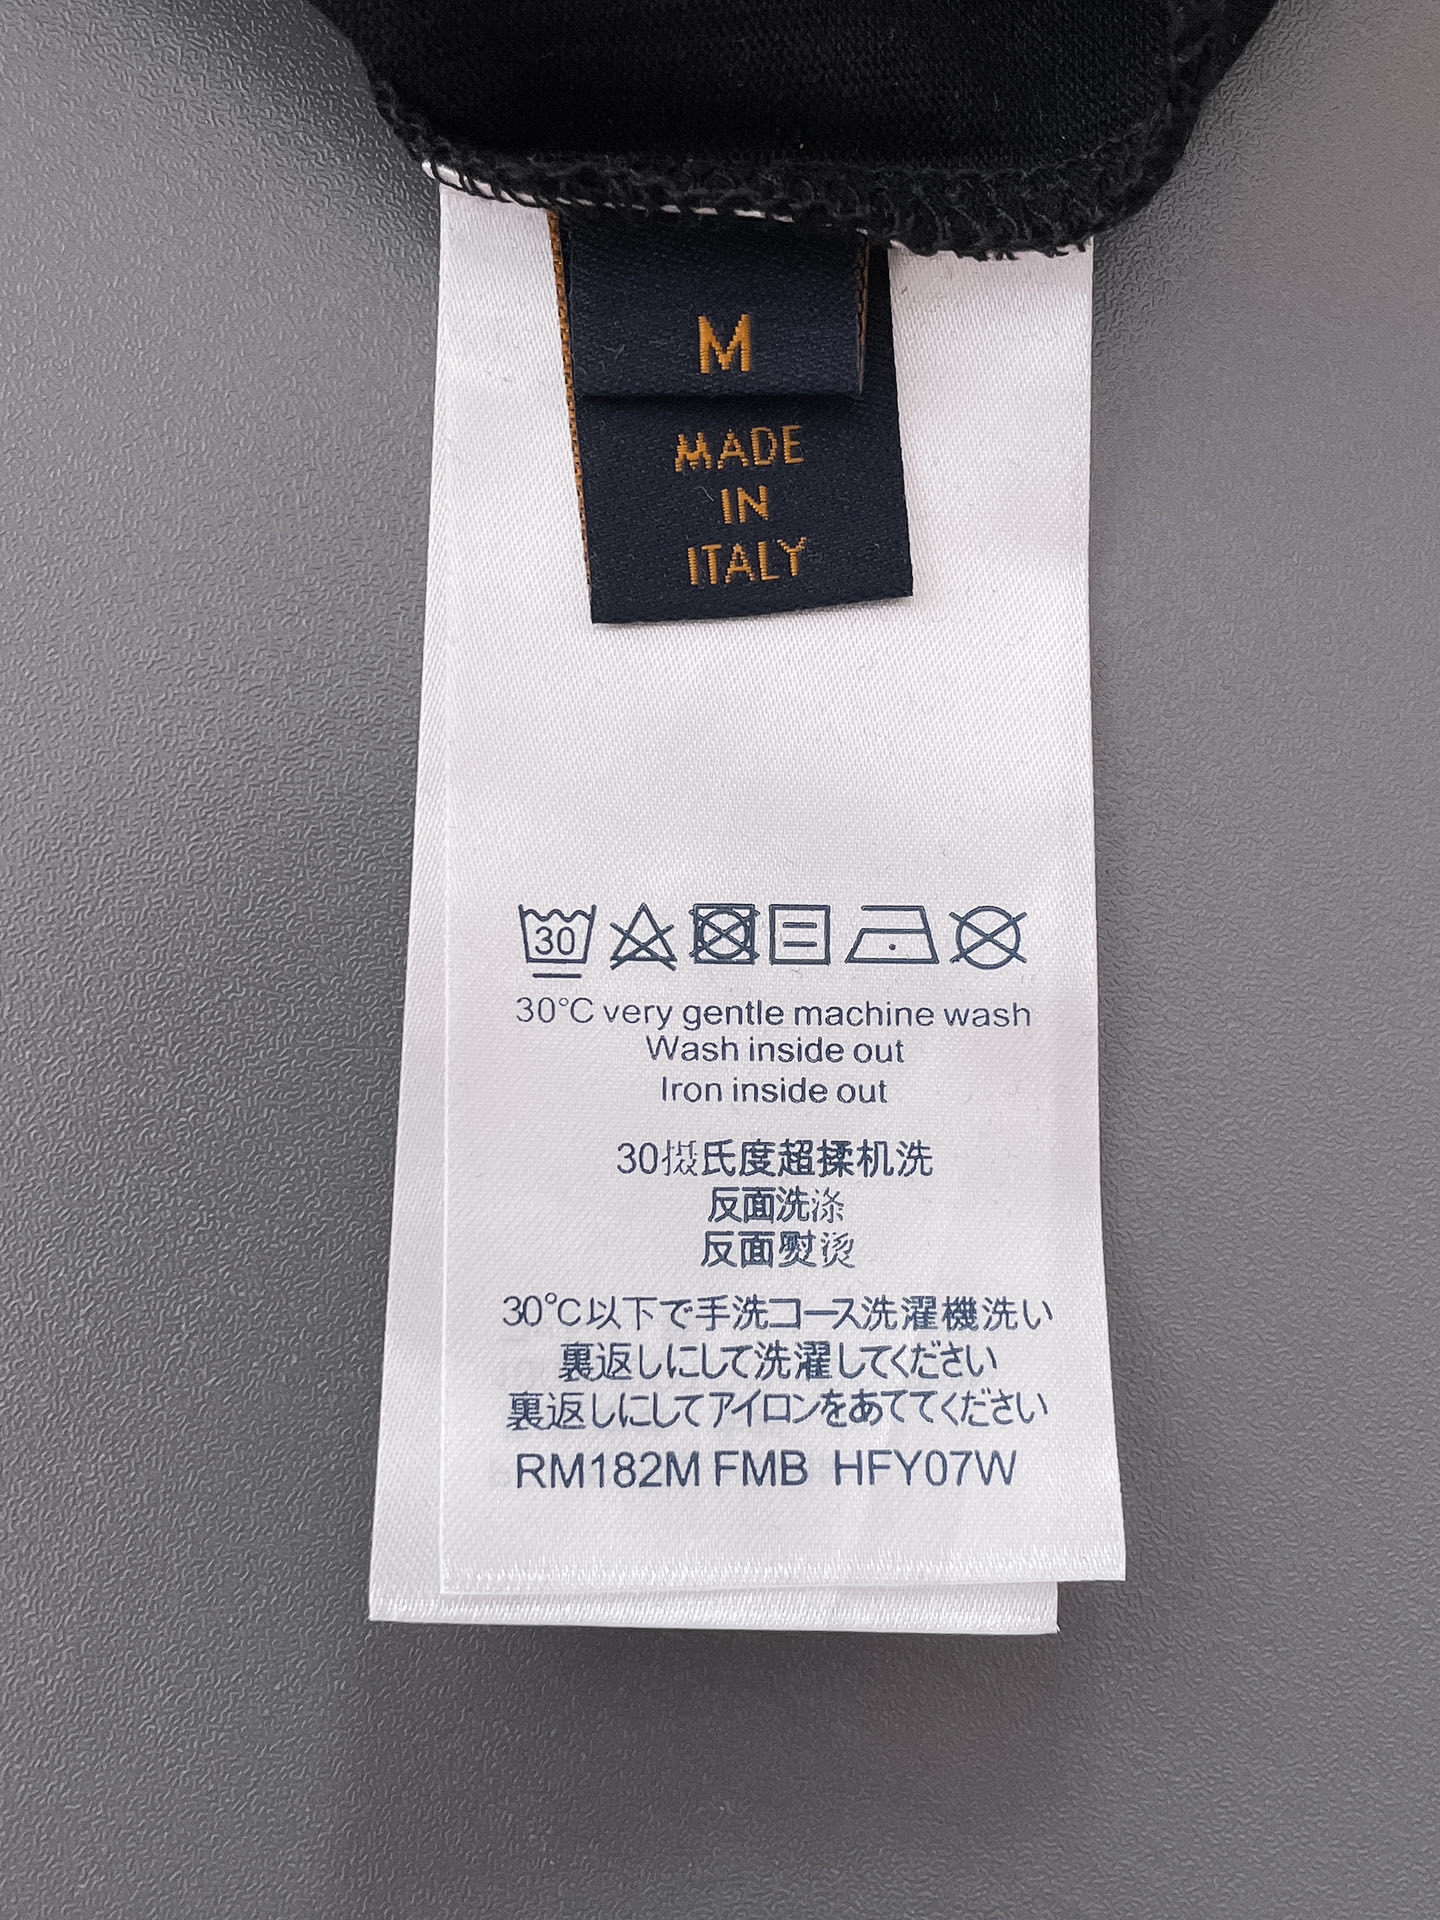 M
MADE
IN
ITALY
30
30°C very gentle machine wash
Wash inside out
Iron inside out
30摄氏度超揉机洗
反面洗涤
反面熨烫
30℃以下で手洗コース洗濯機洗い
裏返しにして洗濯してください
裏返しにしてアイロンをあててください
RM182M FMB HFY07W